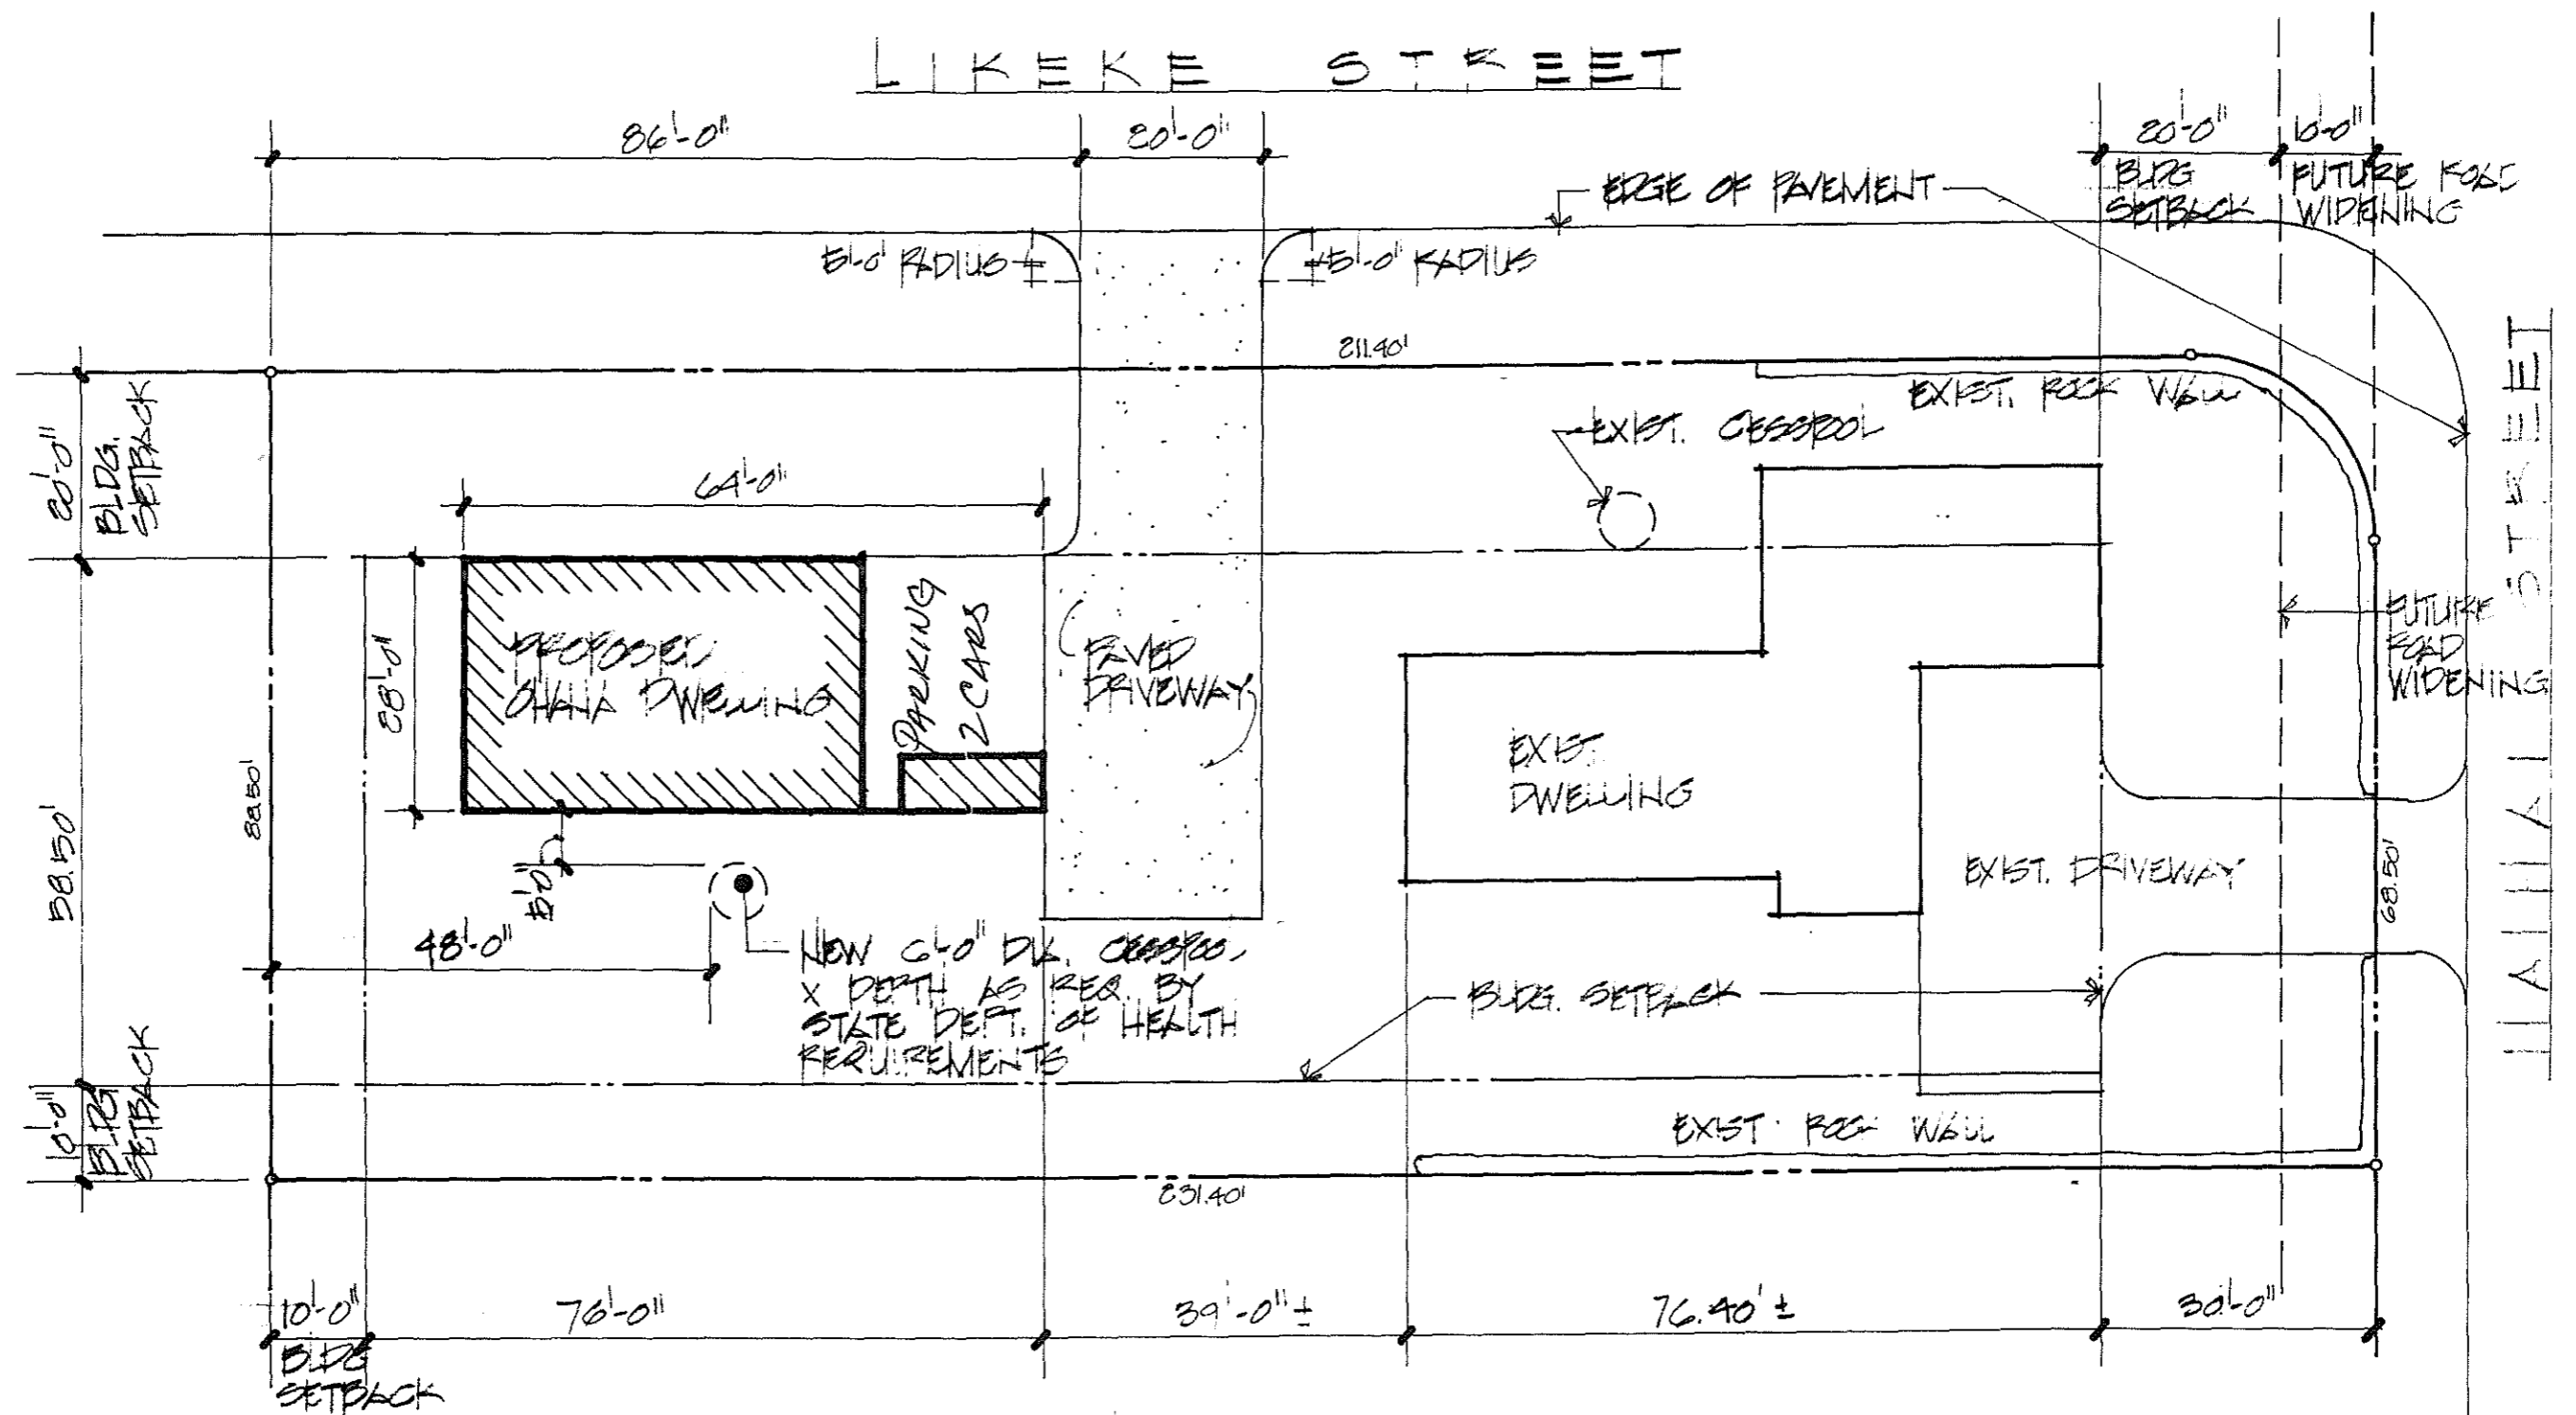 LIKEKE STREET
86'-0"
20'-0"
20'-0"
10'-0"
BLDG
SETBACK
FUTURE ROAD
WIDENING
EDGE OF PAVEMENT
5'-0" RADIUS
5'-0" RADIUS
211.40'
EXIST. ROCK WALL
EXIST. CESSPOOL
20'-0"
BLDG.
SETBACK
64'-0"
28'-0"
PROPOSED
OHANA DWELLING
PARKING
2 CARS
PAVED
DRIVEWAY
EXIST.
DWELLING
FUTURE
ROAD
WIDENING
STREET
58.50'
88.50'
5'-0"
48'-0"
NEW 6'-0" DIA. CESSPOOL
X DEPTH AS REQ. BY
STATE DEPT. OF HEALTH
REQUIREMENTS
EXIST. DRIVEWAY
68.50'
BLDG. SETBACK
10'-0"
BLDG
SETBACK
EXIST. ROCK WALL
231.40'
10'-0"
BLDG
SETBACK
76'-0"
39'-0" ±
76.40' ±
30'-0"